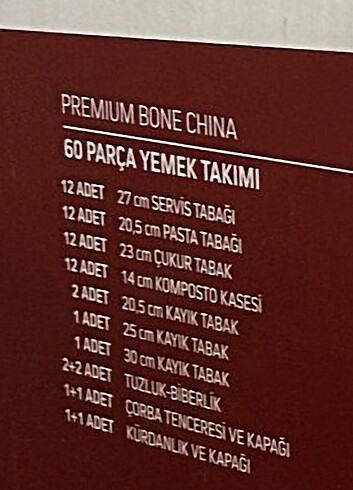 PREMIUM BONE CHINA
60 PARÇA YEMEK TAKIMI
12 ADET 27 cm SERVİS TABAĞI
12 ADET 20,5 cm PASTA TABAĞI
12 ADET 23 cm ÇUKUR TABAK
12 ADET 14 cm KOMPOSTO KASESİ
2 ADET 20,5 cm KAYIK TABAK
1 ADET 25 cm KAYIK TABAK
1 ADET 30 cm KAYIK TABAK
2+2 ADET TUZLUK-BİBERLİK
1+1 ADET ÇORBA TENCERESİ VE KAPAĞI
1+1 ADET KÜRDANLIK VE KAPAĞI